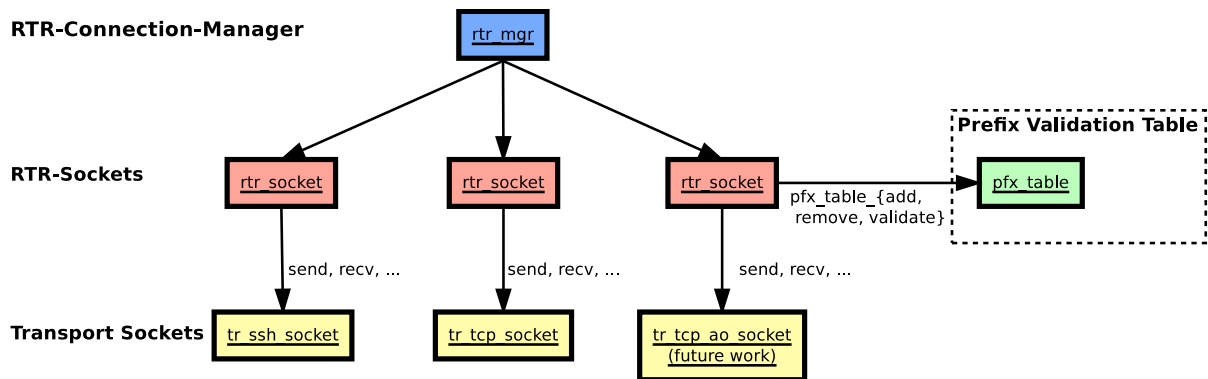 RTR-Connection-Manager
rtr_mgr
Prefix Validation Table
RTR-Sockets
rtr_socket
rtr_socket
rtr_socket
pfx_table
pfx_table_{add,
remove, validate}
send, recv, ...
send, recv, ...
send, recv, ...
Transport Sockets
tr_ssh_socket
tr_tcp_socket
tr_tcp_ao_socket
(future work)